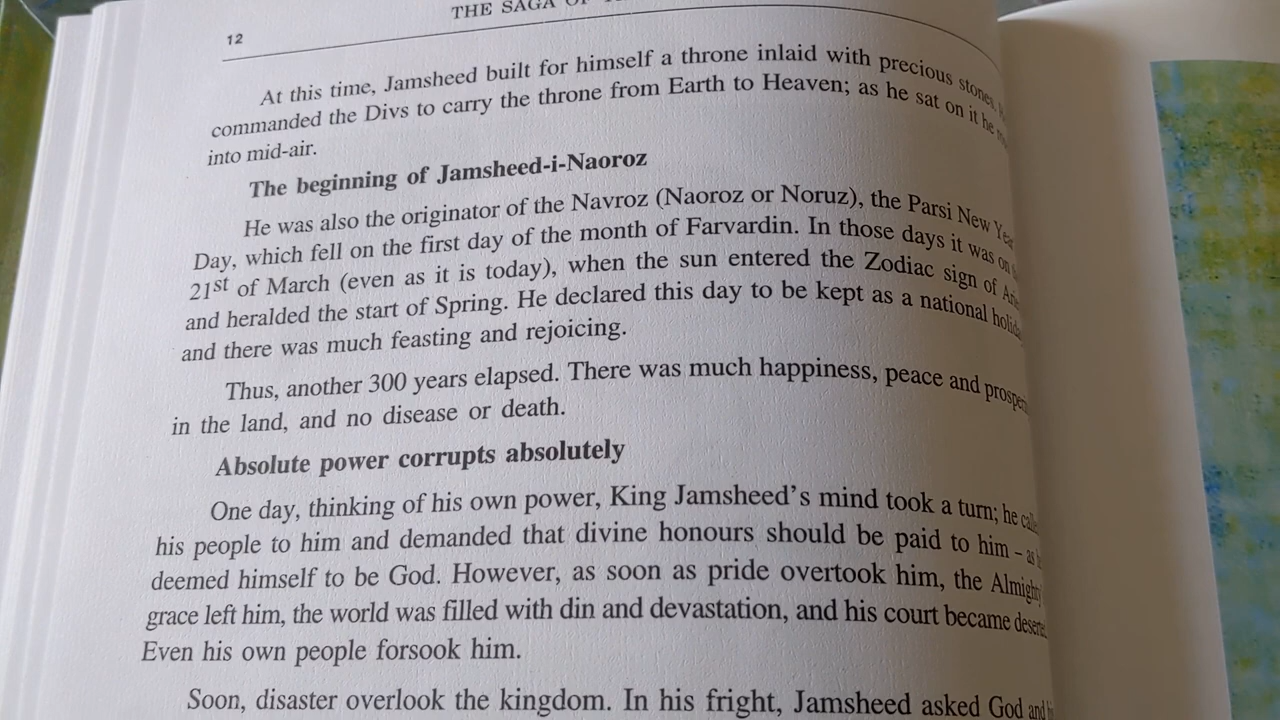 THE SAGA OF
12
At this time, Jamsheed built for himself a throne inlaid with precious stones.
commanded the Divs to carry the throne from Earth to Heaven; as he sat on it he
into mid-air.
The beginning of Jamsheed-i-Naoroz
He was also the originator of the Navroz (Naoroz or Noruz), the Parsi New Year
Day, which fell on the first day of the month of Farvardin. In those days it was on
21st of March (even as it is today), when the sun entered the Zodiac sign of
and heralded the start of Spring. He declared this day to be kept as a national
and there was much feasting and rejoicing.
Thus, another 300 years elapsed. There was much happiness, peace and
in the land, and no disease or death.
Absolute power corrupts absolutely
One day, thinking of his own power, King Jamsheed's mind took a turn; he
his people to him and demanded that divine honours should be paid to him – as
deemed himself to be God. However, as soon as pride overtook him, the Almighty
grace left him, the world was filled with din and devastation, and his court became
Even his own people forsook him.
Soon, disaster overlook the kingdom. In his fright, Jamsheed asked God and